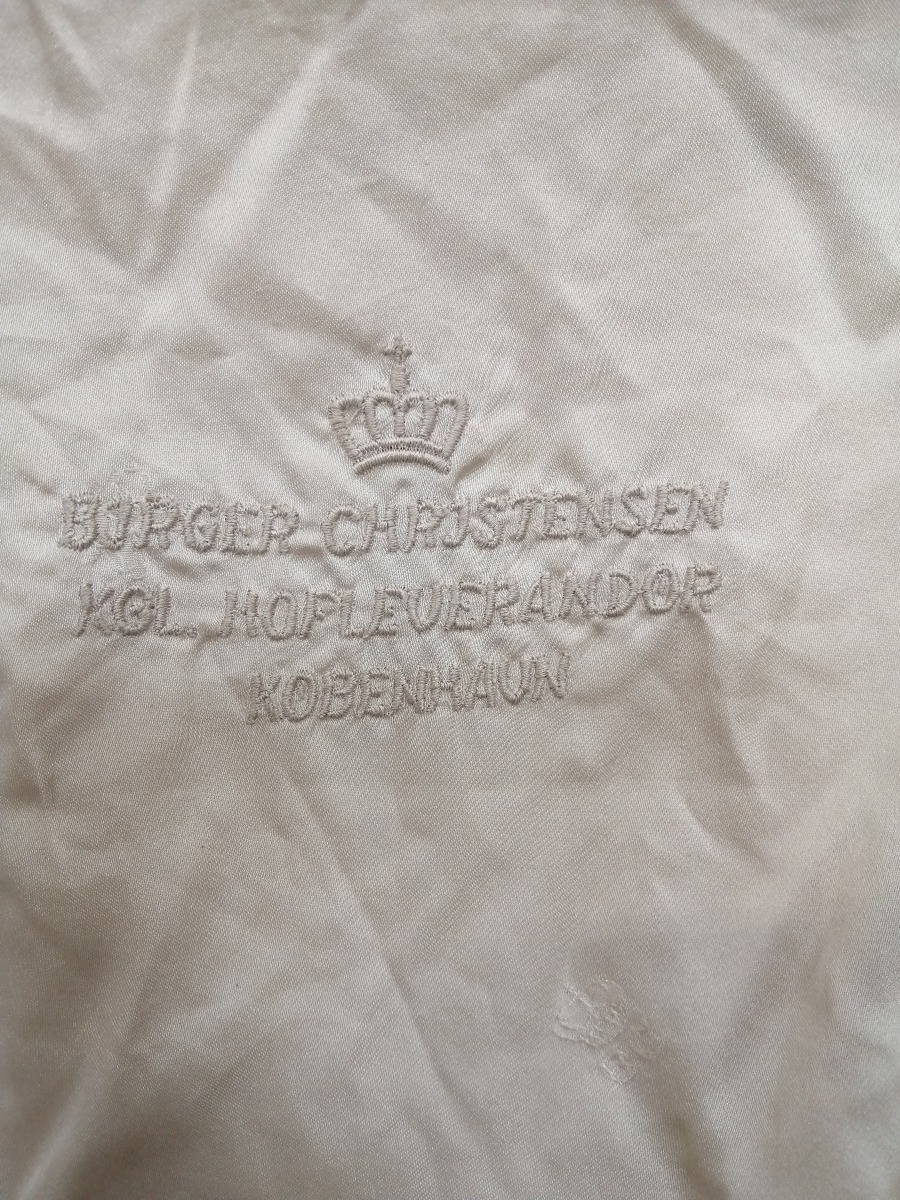 BIRGER CHRISTENSEN
KGL. HOFLEVERANDOR
KOBENHAVN